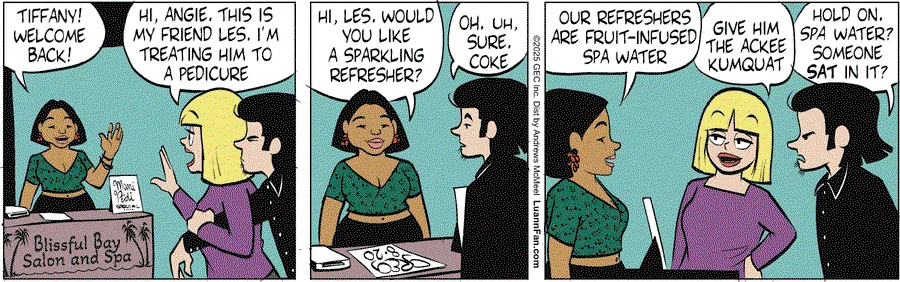 TIFFANY!
WELCOME
BACK!
HI, ANGIE. THIS IS
MY FRIEND LES. I'M
TREATING HIM TO
A PEDICURE
Mani
Pedi
SPECIAL
Blissful Bay
Salon and Spa
HI, LES. WOULD
YOU LIKE
A SPARKLING
REFRESHER?
OH, UH,
SURE.
COKE
©2025 GEC Inc. Dist by Andrews McMeel LuannFan.com
OUR REFRESHERS
ARE FRUIT-INFUSED
SPA WATER
GIVE HIM
THE ACKEE
KUMQUAT
HOLD ON.
SPA WATER?
SOMEONE
SAT IN IT?